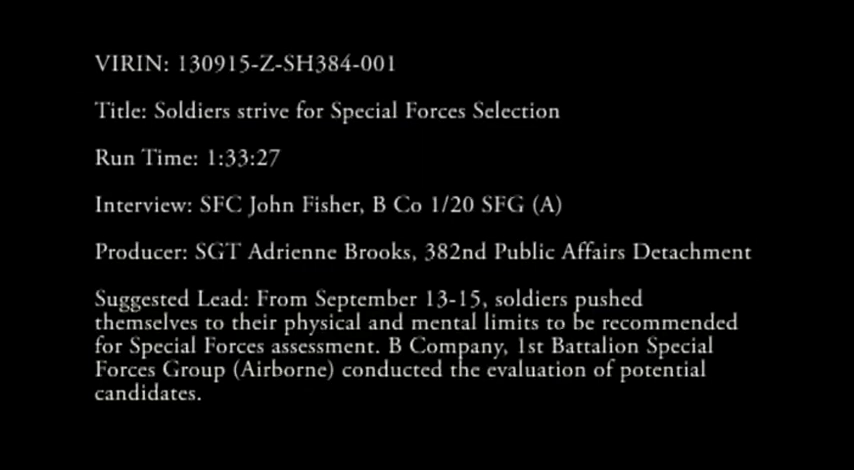 VIRIN: 130915-Z-SH384-001
Title: Soldiers strive for Special Forces Selection
Run Time: 1:33:27
Interview: SFC John Fisher, B Co 1/20 SFG (A)
Producer: SGT Adrienne Brooks, 382nd Public Affairs Detachment
Suggested Lead: From September 13-15, soldiers pushed
themselves to their physical and mental limits to be recommended
for Special Forces assessment. B Company, 1st Battalion Special
Forces Group (Airborne) conducted the evaluation of potential
candidates.